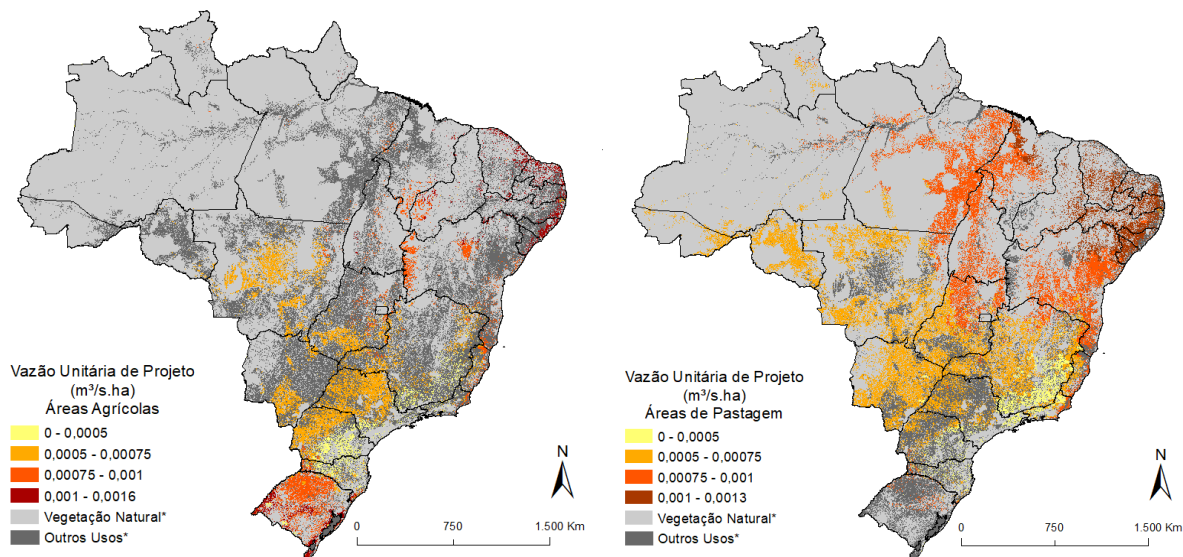 Vazão Unitária de Projeto
(m³/s.ha)
Áreas Agrícolas
0 - 0,0005
0,0005 - 0,00075
0,00075 - 0,001
0,001 - 0,0016
Vegetação Natural*
Outros Usos*
N
0 750 1.500 Km
Vazão Unitária de Projeto
(m³/s.ha)
Áreas de Pastagem
0 - 0,0005
0,0005 - 0,00075
0,00075 - 0,001
0,001 - 0,0013
Vegetação Natural*
Outros Usos*
N
0 750 1.500 Km